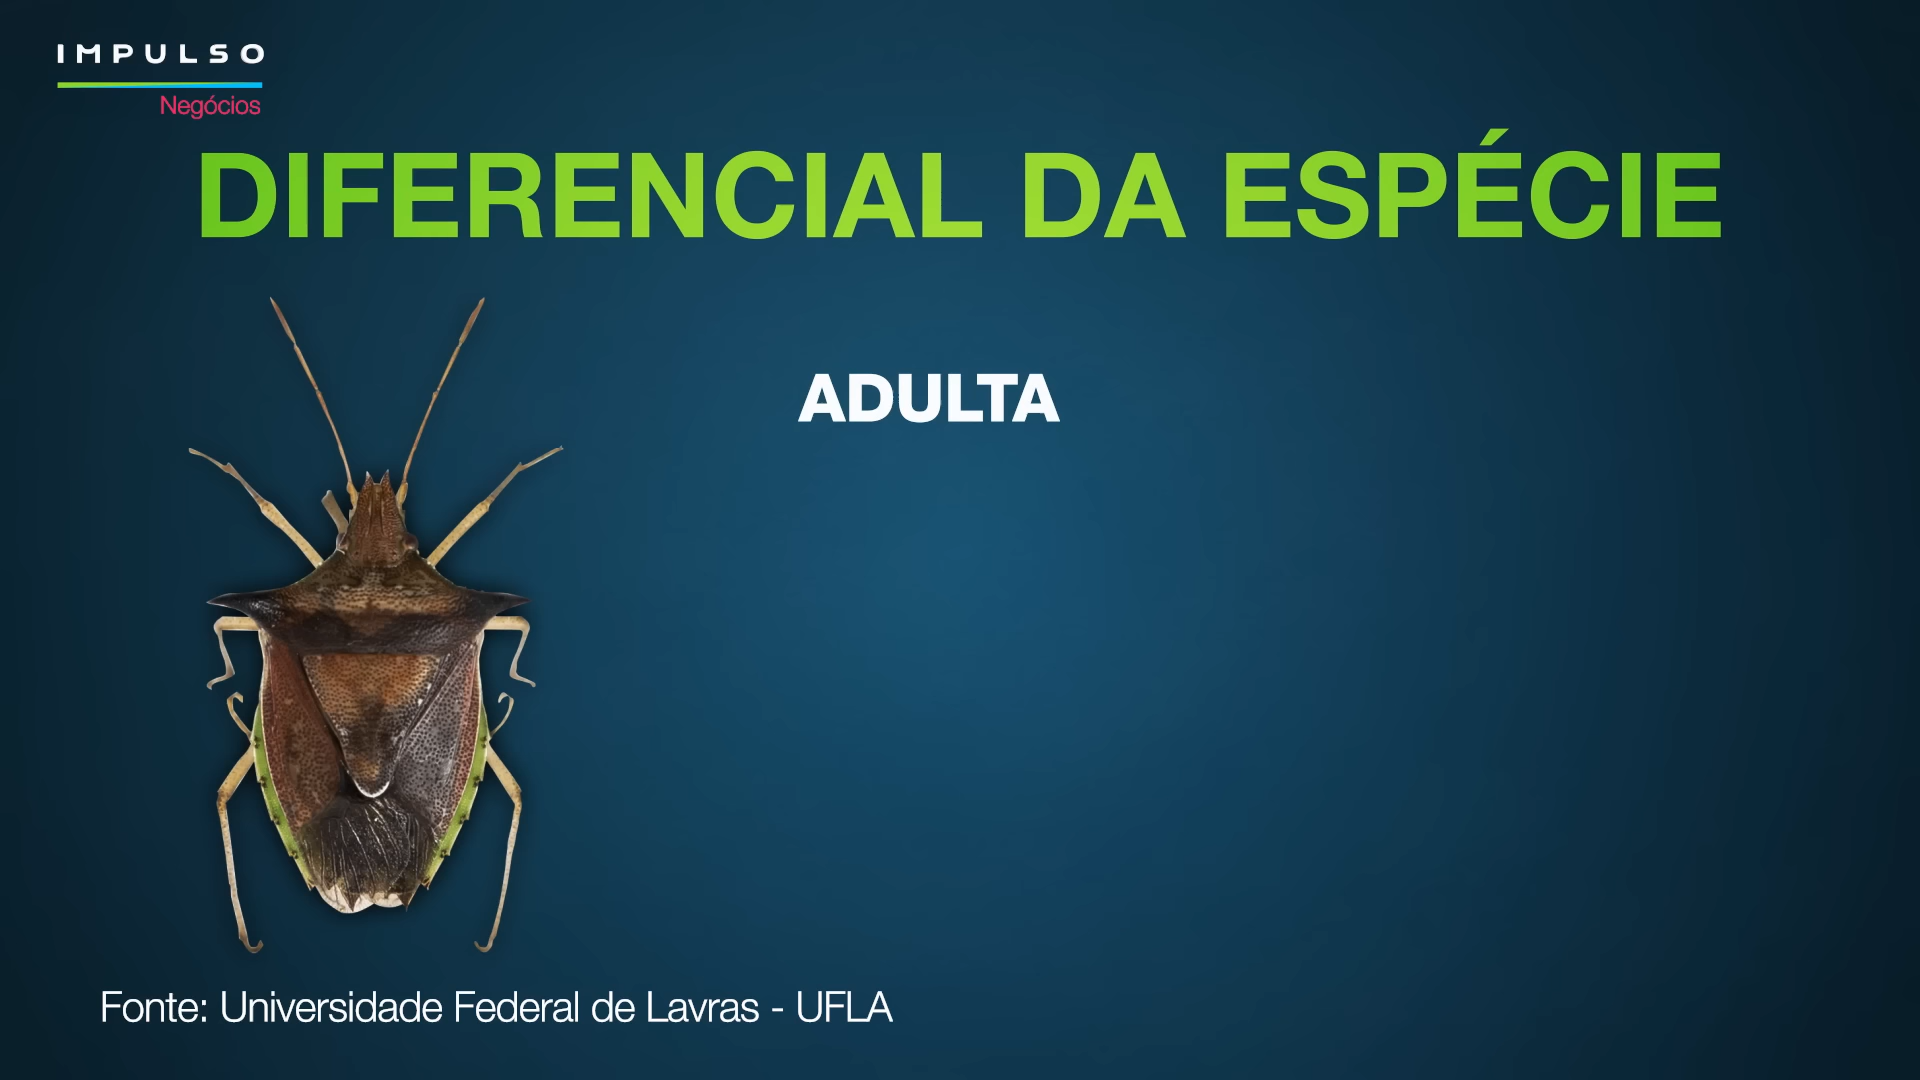 IMPULSO
Negócios
DIFERENCIAL DA ESPÉCIE
ADULTA
Fonte: Universidade Federal de Lavras - UFLA